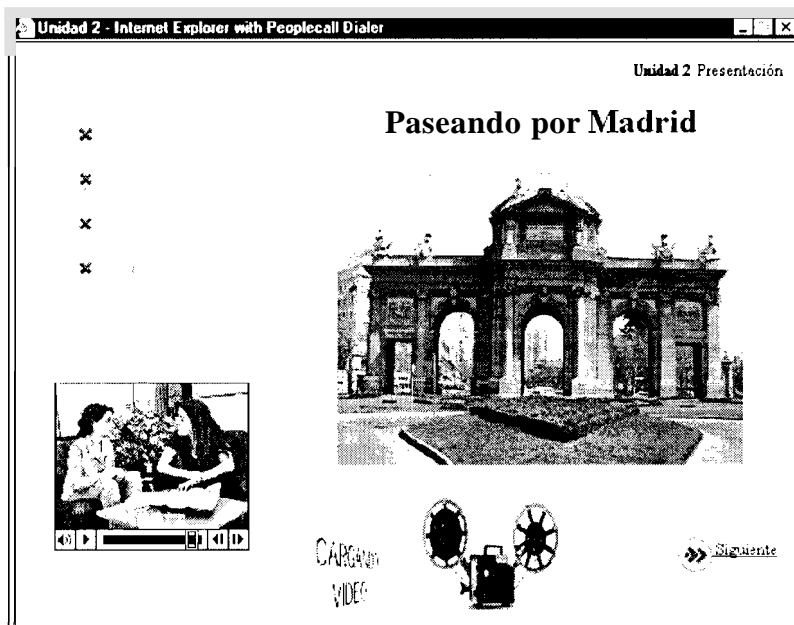 Unidad 2 - Internet Explorer with Peoplecall Dialer
Unidad 2 Presentación
Paseando por Madrid
CARGANDO
VIDEO
Siguiente